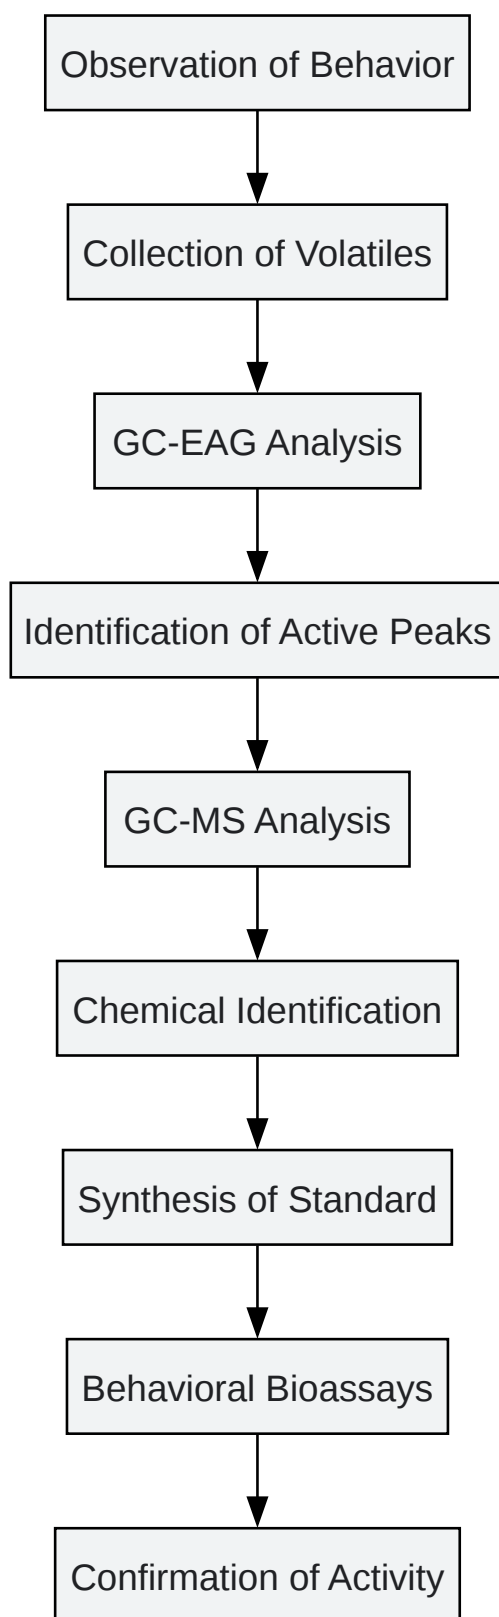 Observation of Behavior
Collection of Volatiles
GC-EAG Analysis
Identification of Active Peaks
GC-MS Analysis
Chemical Identification
Synthesis of Standard
Behavioral Bioassays
Confirmation of Activity